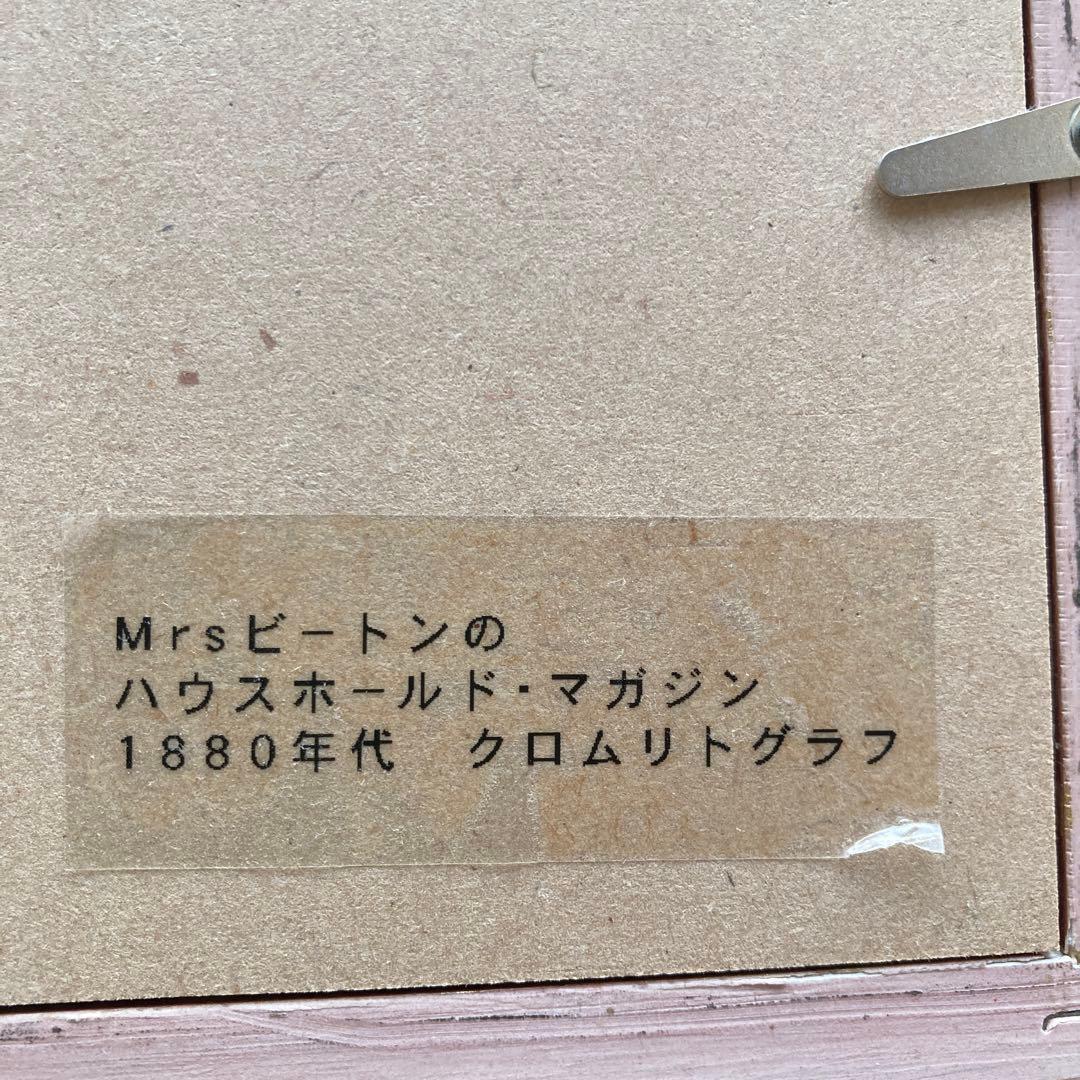 Mrsビートンの
ハウスホールド・マガジン
1880年代　クロムリトグラフ